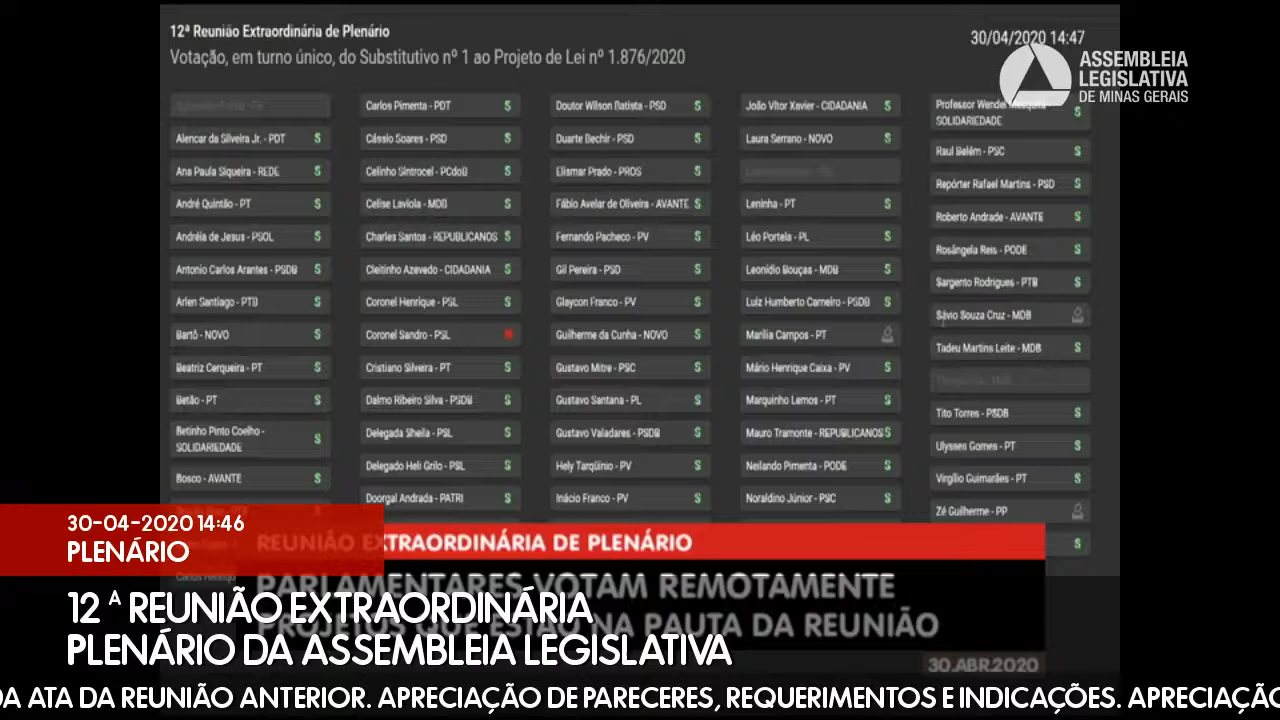 12ª Reunião Extraordinária de Plenário
Votação, em turno único, do Substitutivo nº 1 ao Projeto de Lei nº 1.876/2020
30/04/2020 14:47
ASSEMBLEIA
LEGISLATIVA
DE MINAS GERAIS
Alencar da Silveira Jr. - PDT S
Ana Paula Siqueira - REDE S
André Quintão - PT S
Andréia de Jesus - PSOL S
Antonio Carlos Arantes - PSDB S
Arlen Santiago - PTB S
Bartô - NOVO S
Beatriz Cerqueira - PT S
Betão - PT S
Betinho Pinto Coelho -
SOLIDARIEDADE S
Bosco - AVANTE S
Carlos Henriqu
Carlos Pimenta - PDT S
Cássio Soares - PSD S
Celinho Sintrocel - PCdoB S
Celise Laviola - MDB S
Charles Santos - REPUBLICANOS S
Cleitinho Azevedo - CIDADANIA S
Coronel Henrique - PSL S
Coronel Sandro - PSL
Cristiano Silveira - PT S
Dalmo Ribeiro Silva - PSDB S
Delegada Sheila - PSL S
Delegado Heli Grilo - PSL S
Doorgal Andrada - PATRI S
Doutor Wilson Batista - PSD S
Duarte Bechir - PSD S
Elismar Prado - PROS S
Fábio Avelar de Oliveira - AVANTE S
Fernando Pacheco - PV S
Gil Pereira - PSD S
Glaycon Franco - PV S
Guilherme da Cunha - NOVO S
Gustavo Mitre - PSC S
Gustavo Santana - PL S
Gustavo Valadares - PSDB S
Hely Tarqüínio - PV S
Inácio Franco - PV S
João Vítor Xavier - CIDADANIA S
Laura Serrano - NOVO S
Leninha - PT S
Léo Portela - PL S
Leonídio Bouças - MDB S
Luiz Humberto Carneiro - PSDB S
Marília Campos - PT
Mário Henrique Caixa - PV S
Marquinho Lemos - PT S
Mauro Tramonte - REPUBLICANOS S
Neilando Pimenta - PODE S
Noraldino Júnior - PSC S
Professor Wendel Mesquita -
SOLIDARIEDADE S
Raul Belém - PSC S
Repórter Rafael Martins - PSD S
Roberto Andrade - AVANTE S
Rosângela Reis - PODE S
Sargento Rodrigues - PTB S
Sávio Souza Cruz - MDB
Tadeu Martins Leite - MDB S
Tito Torres - PSDB S
Ulysses Gomes - PT S
Virgílio Guimarães - PT S
Zé Guilherme - PP
S
30-04-2020 14:46
PLENÁRIO
REUNIÃO EXTRAORDINÁRIA DE PLENÁRIO
PARLAMENTARES VOTAM REMOTAMENTE
PROJETOS QUE ESTÃO NA PAUTA DA REUNIÃO
12 ª REUNIÃO EXTRAORDINÁRIA
PLENÁRIO DA ASSEMBLEIA LEGISLATIVA
30.ABR.2020
DA ATA DA REUNIÃO ANTERIOR. APRECIAÇÃO DE PARECERES, REQUERIMENTOS E INDICAÇÕES. APRECIAÇÃO